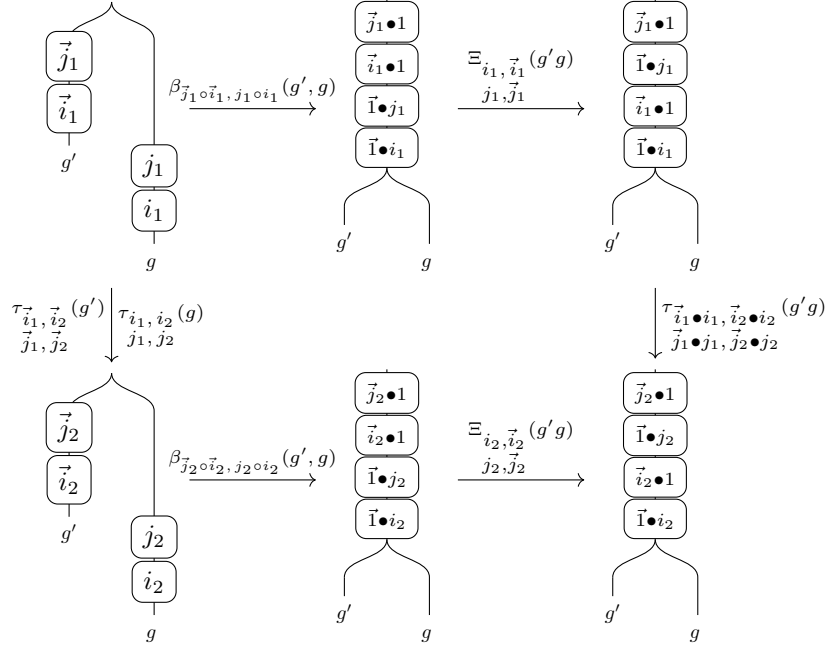 j⃗₁ j⃗₁●1 j⃗₁●1
i⃗₁ i⃗₁●1 1⃗●j₁
β_{j⃗₁∘i⃗₁, j₁∘i₁}(g′, g) Ξ_{i₁, i⃗₁}(g′g)
j₁, j⃗₁
1⃗●j₁ i⃗₁●1
g′ j₁ 1⃗●i₁ 1⃗●i₁
i₁
g′ g g′ g
g
τ_{i⃗₁, i⃗₂}(g′) τ_{i₁, i₂}(g) τ_{i⃗₁●i₁, i⃗₂●i₂}(g′g)
j⃗₁, j⃗₂ j₁, j₂ j⃗₁●j₁, j⃗₂●j₂
j⃗₂ j⃗₂●1 j⃗₂●1
i⃗₂ i⃗₂●1 1⃗●j₂
β_{j⃗₂∘i⃗₂, j₂∘i₂}(g′, g) Ξ_{i₂, i⃗₂}(g′g)
j₂, j⃗₂
1⃗●j₂ i⃗₂●1
g′ j₂ 1⃗●i₂ 1⃗●i₂
i₂
g′ g g′ g
g